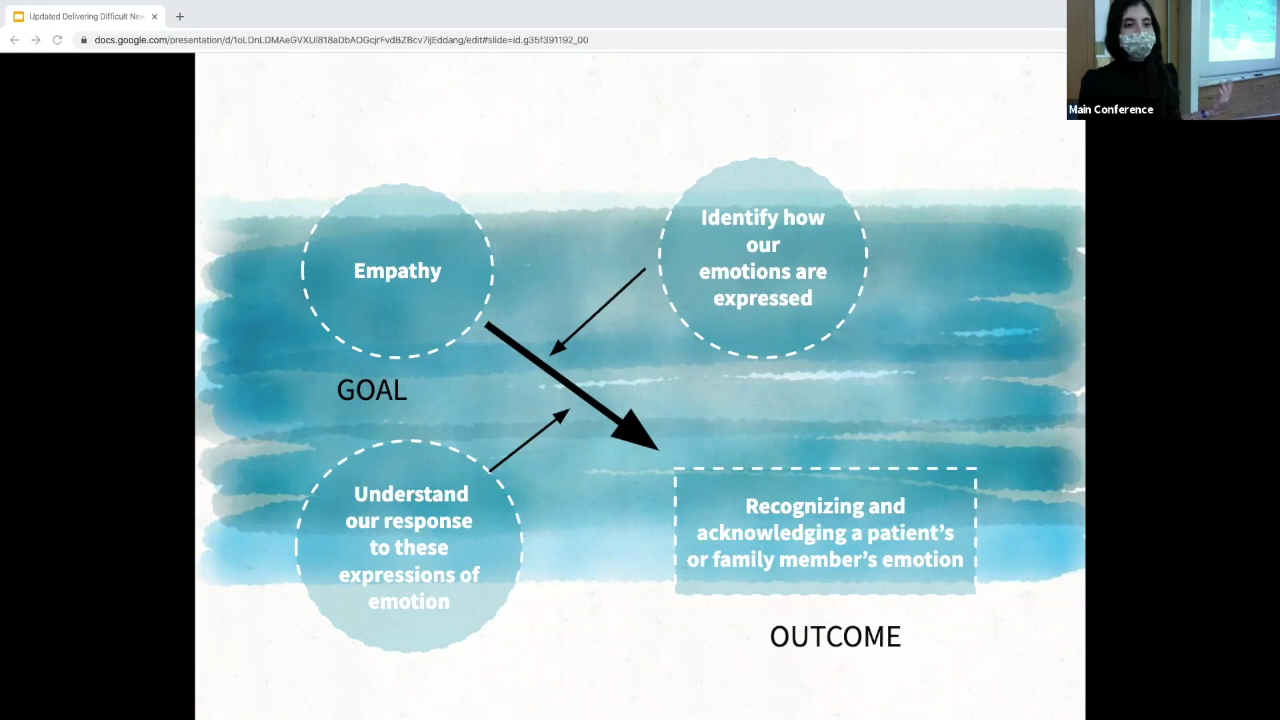 Updated Delivering Difficult New
docs.google.com/presentation/d/1oLDnLDMAeGVXUi818aDbAOGcjrFvdBZBcv7ijEddang/edit#slide=id.g35f391192_00
Main Conference
Empathy
Identify how
our
emotions are
expressed
GOAL
Understand
our response
to these
expressions of
emotion
Recognizing and
acknowledging a patient’s
or family member’s emotion
OUTCOME